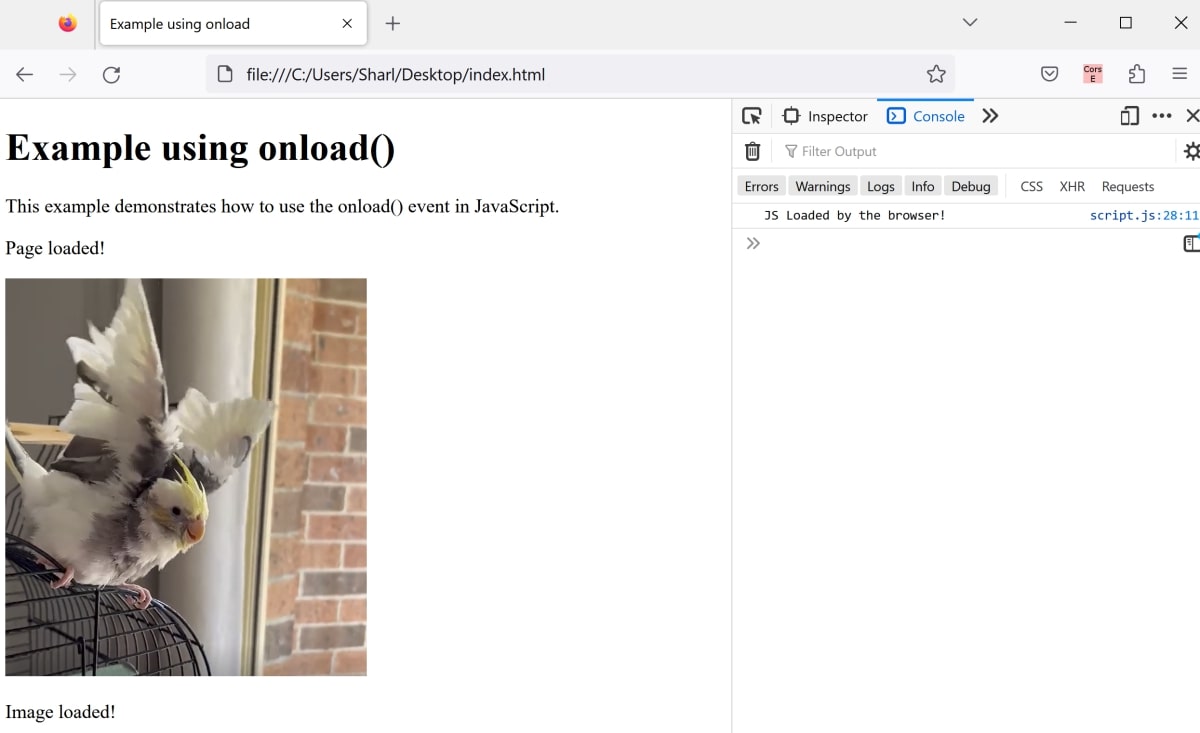 Example using onload
file:///C:/Users/Sharl/Desktop/index.html
Cors
E
Example using onload()
This example demonstrates how to use the onload() event in JavaScript.
Page loaded!
Image loaded!
Inspector
Console
Filter Output
Errors Warnings Logs Info Debug CSS XHR Requests
JS Loaded by the browser! script.js:28:11